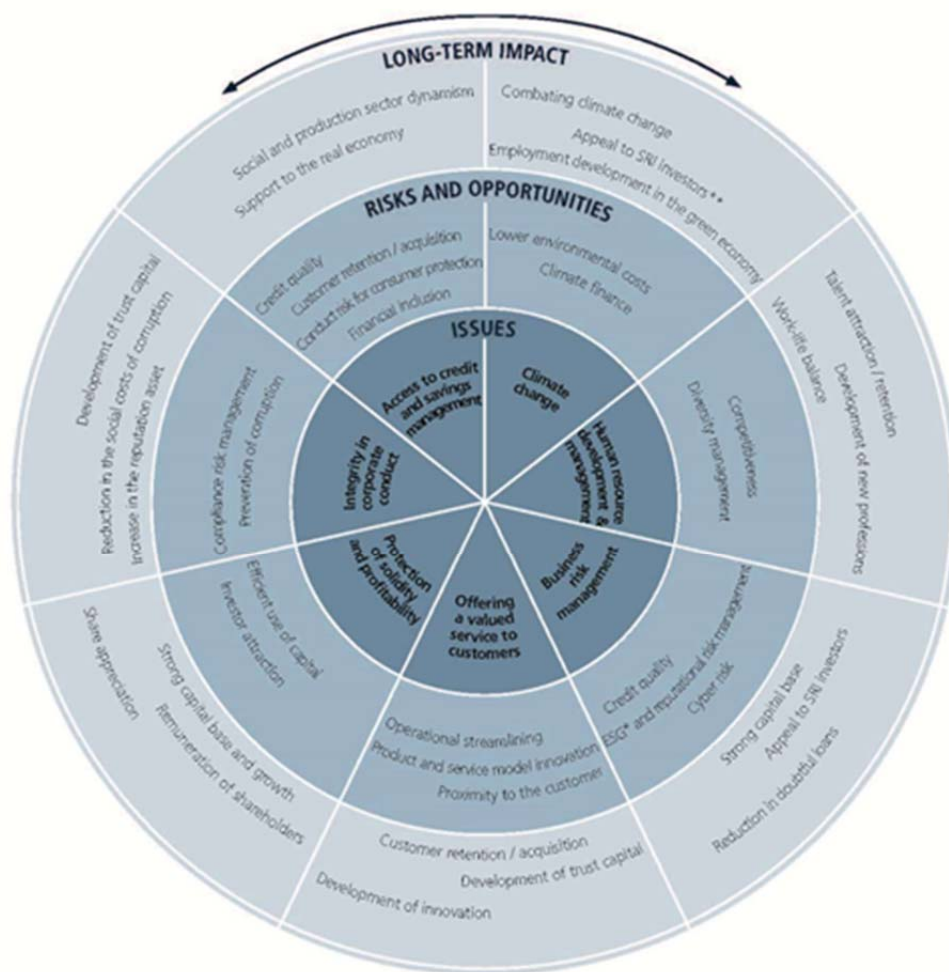 LONG-TERM IMPACT
Social and production sector dynamism
Support to the real economy
Combating climate change
Appeal to SRI investors**
Employment development in the green economy
RISKS AND OPPORTUNITIES
Credit quality
Customer retention / acquisition
Conduct risk for consumer protection
Financial inclusion
Lower environmental costs
Climate finance
ISSUES
Access to credit
and savings
management
Climate
change
Human resource
development &
management
Competitiveness
Diversity management
Talent attraction / retention
Development of new professions
Work-life balance
Business
risk
management
Credit quality
ESG* and reputational risk management
Cyber risk
Strong capital base
Appeal to SRI investors
Reduction in doubtful loans
Offering
a valued
service to
customers
Operational streamlining
Product and service model innovation
Proximity to the customer
Customer retention / acquisition
Development of trust capital
Development of innovation
Protection
of solidity
and profitability
Efficient use of capital
Investor attraction
Strong capital base and growth
Remuneration of shareholders
Share appreciation
Integrity in
corporate
conduct
Compliance risk management
Prevention of corruption
Development of trust capital
Reduction in the social costs of corruption
Increase in the reputation asset